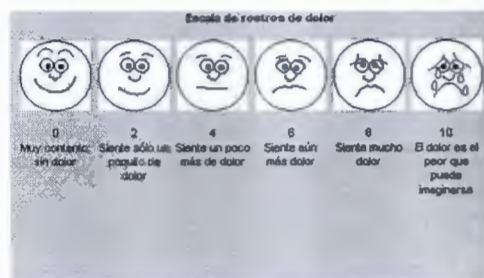 Escala de rostros de dolor
0 2 4 6 8 10
Muy contento, Siente sólo un Siente un poco Siente aún Siente mucho El dolor es el
sin dolor poquito de más de dolor más dolor dolor peor que
dolor puede
imaginarse